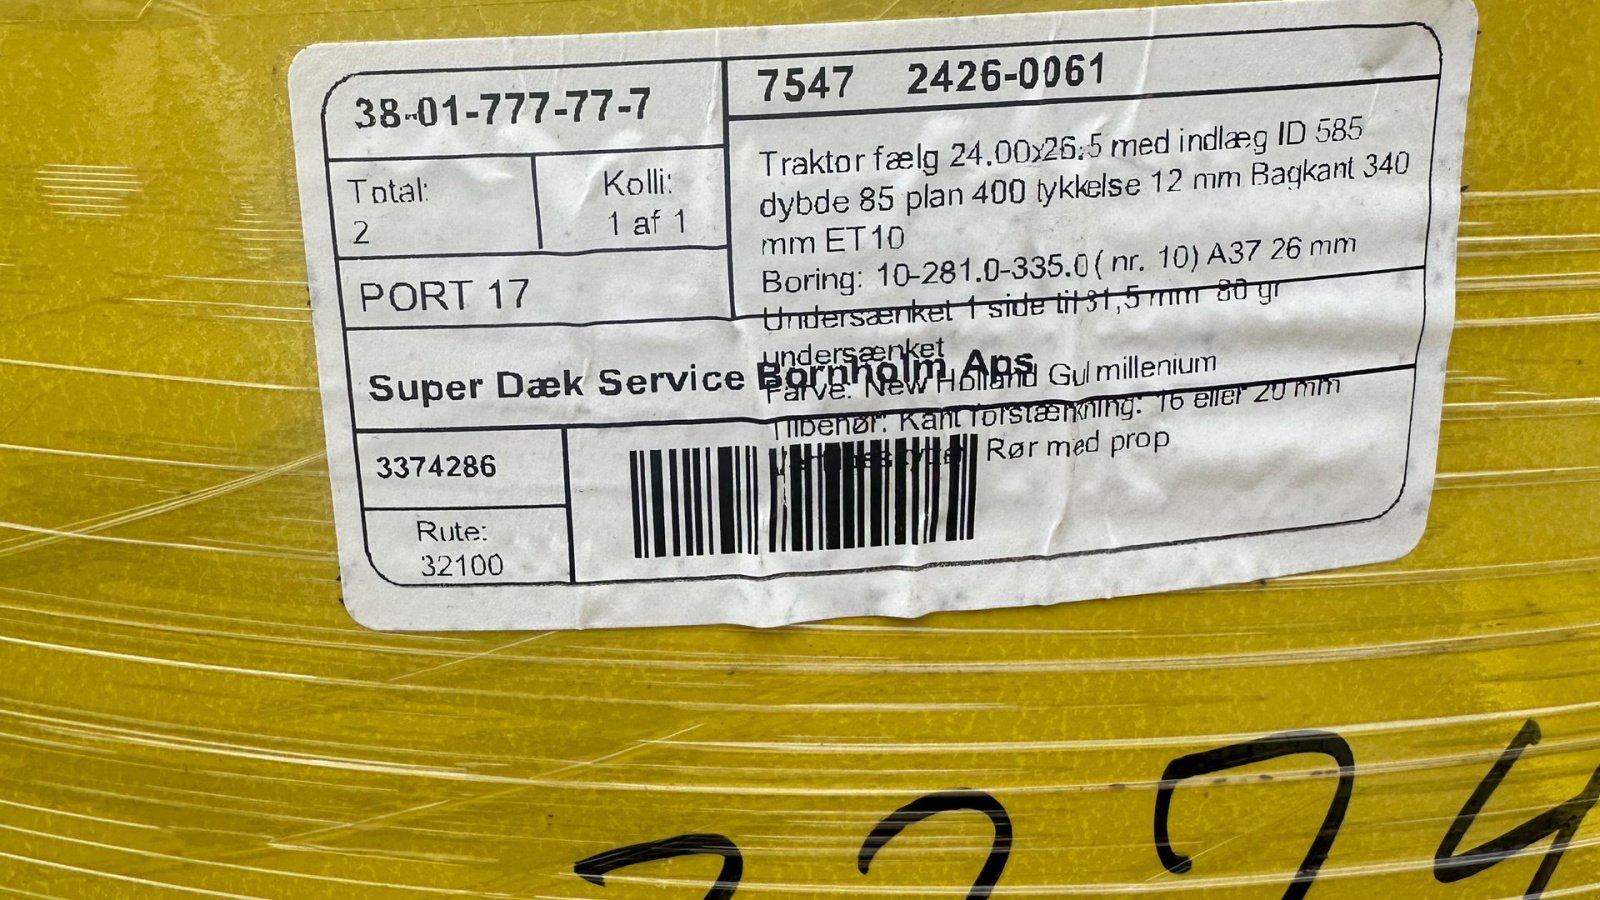 38-01-777-77-7
7547 2426-0061
Total:
2
Kolli:
1 af 1
PORT 17
Traktor fælg 24.00x26.5 med indlæg ID 585
dybde 85 plan 400 tykkelse 12 mm Bagkant 340
mm ET10
Boring: 10-281.0-335.0 ( nr. 10) A37 26 mm
Undersænket 1 side til 31,5 mm 80 gr
undersænket
Farve: New Holland Gul millenium
Tilbehør: Kant forstærkning: 16 eller 20 mm
Rør med prop
Super Dæk Service Bornholm Aps
3374286
Rute:
32100